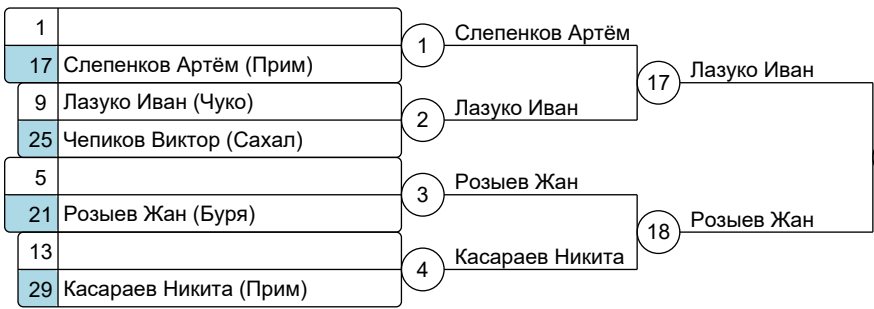 1
17 Слепенков Артём (Прим)
9 Лазуко Иван (Чуко)
25 Чепиков Виктор (Сахал)
5
21 Розыев Жан (Буря)
13
29 Касараев Никита (Прим)
1 Слепенков Артём
2 Лазуко Иван
3 Розыев Жан
4 Касараев Никита
17 Лазуко Иван
18 Розыев Жан